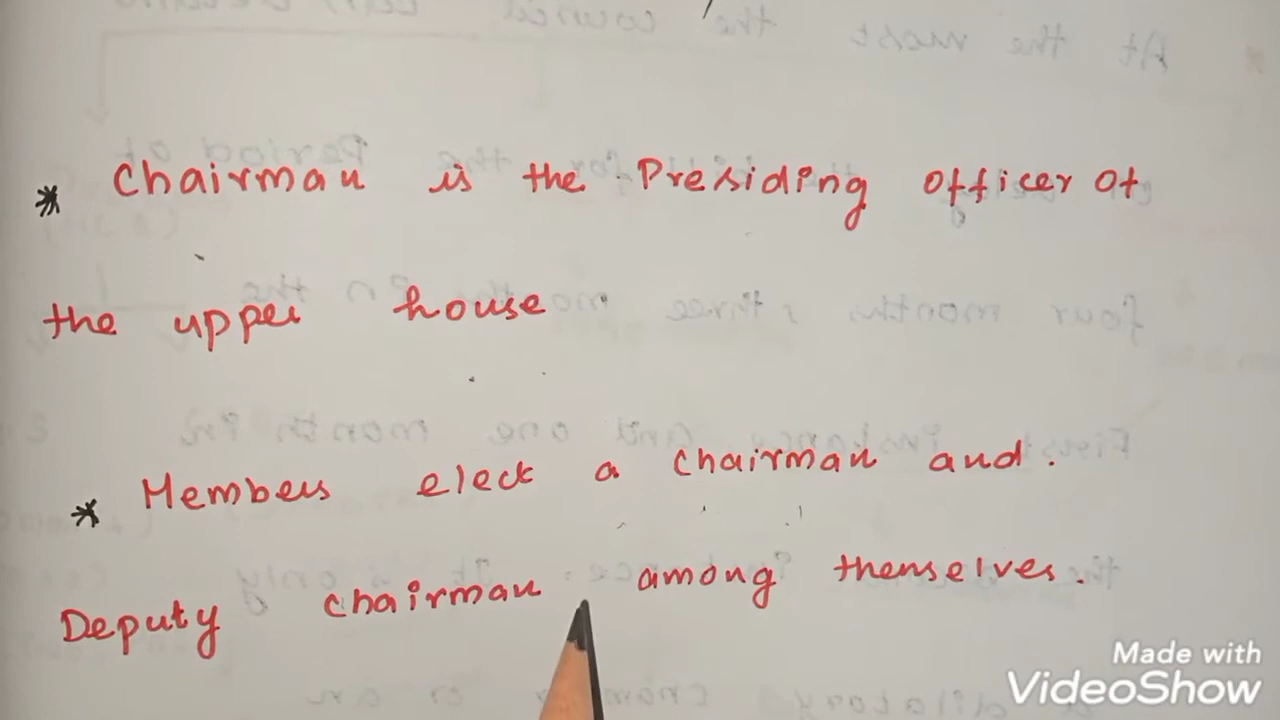 * Chairman is the Presiding Officer of
the upper house
* Members elect a chairman and.
Deputy chairman among themselves.
Made with
VideoShow